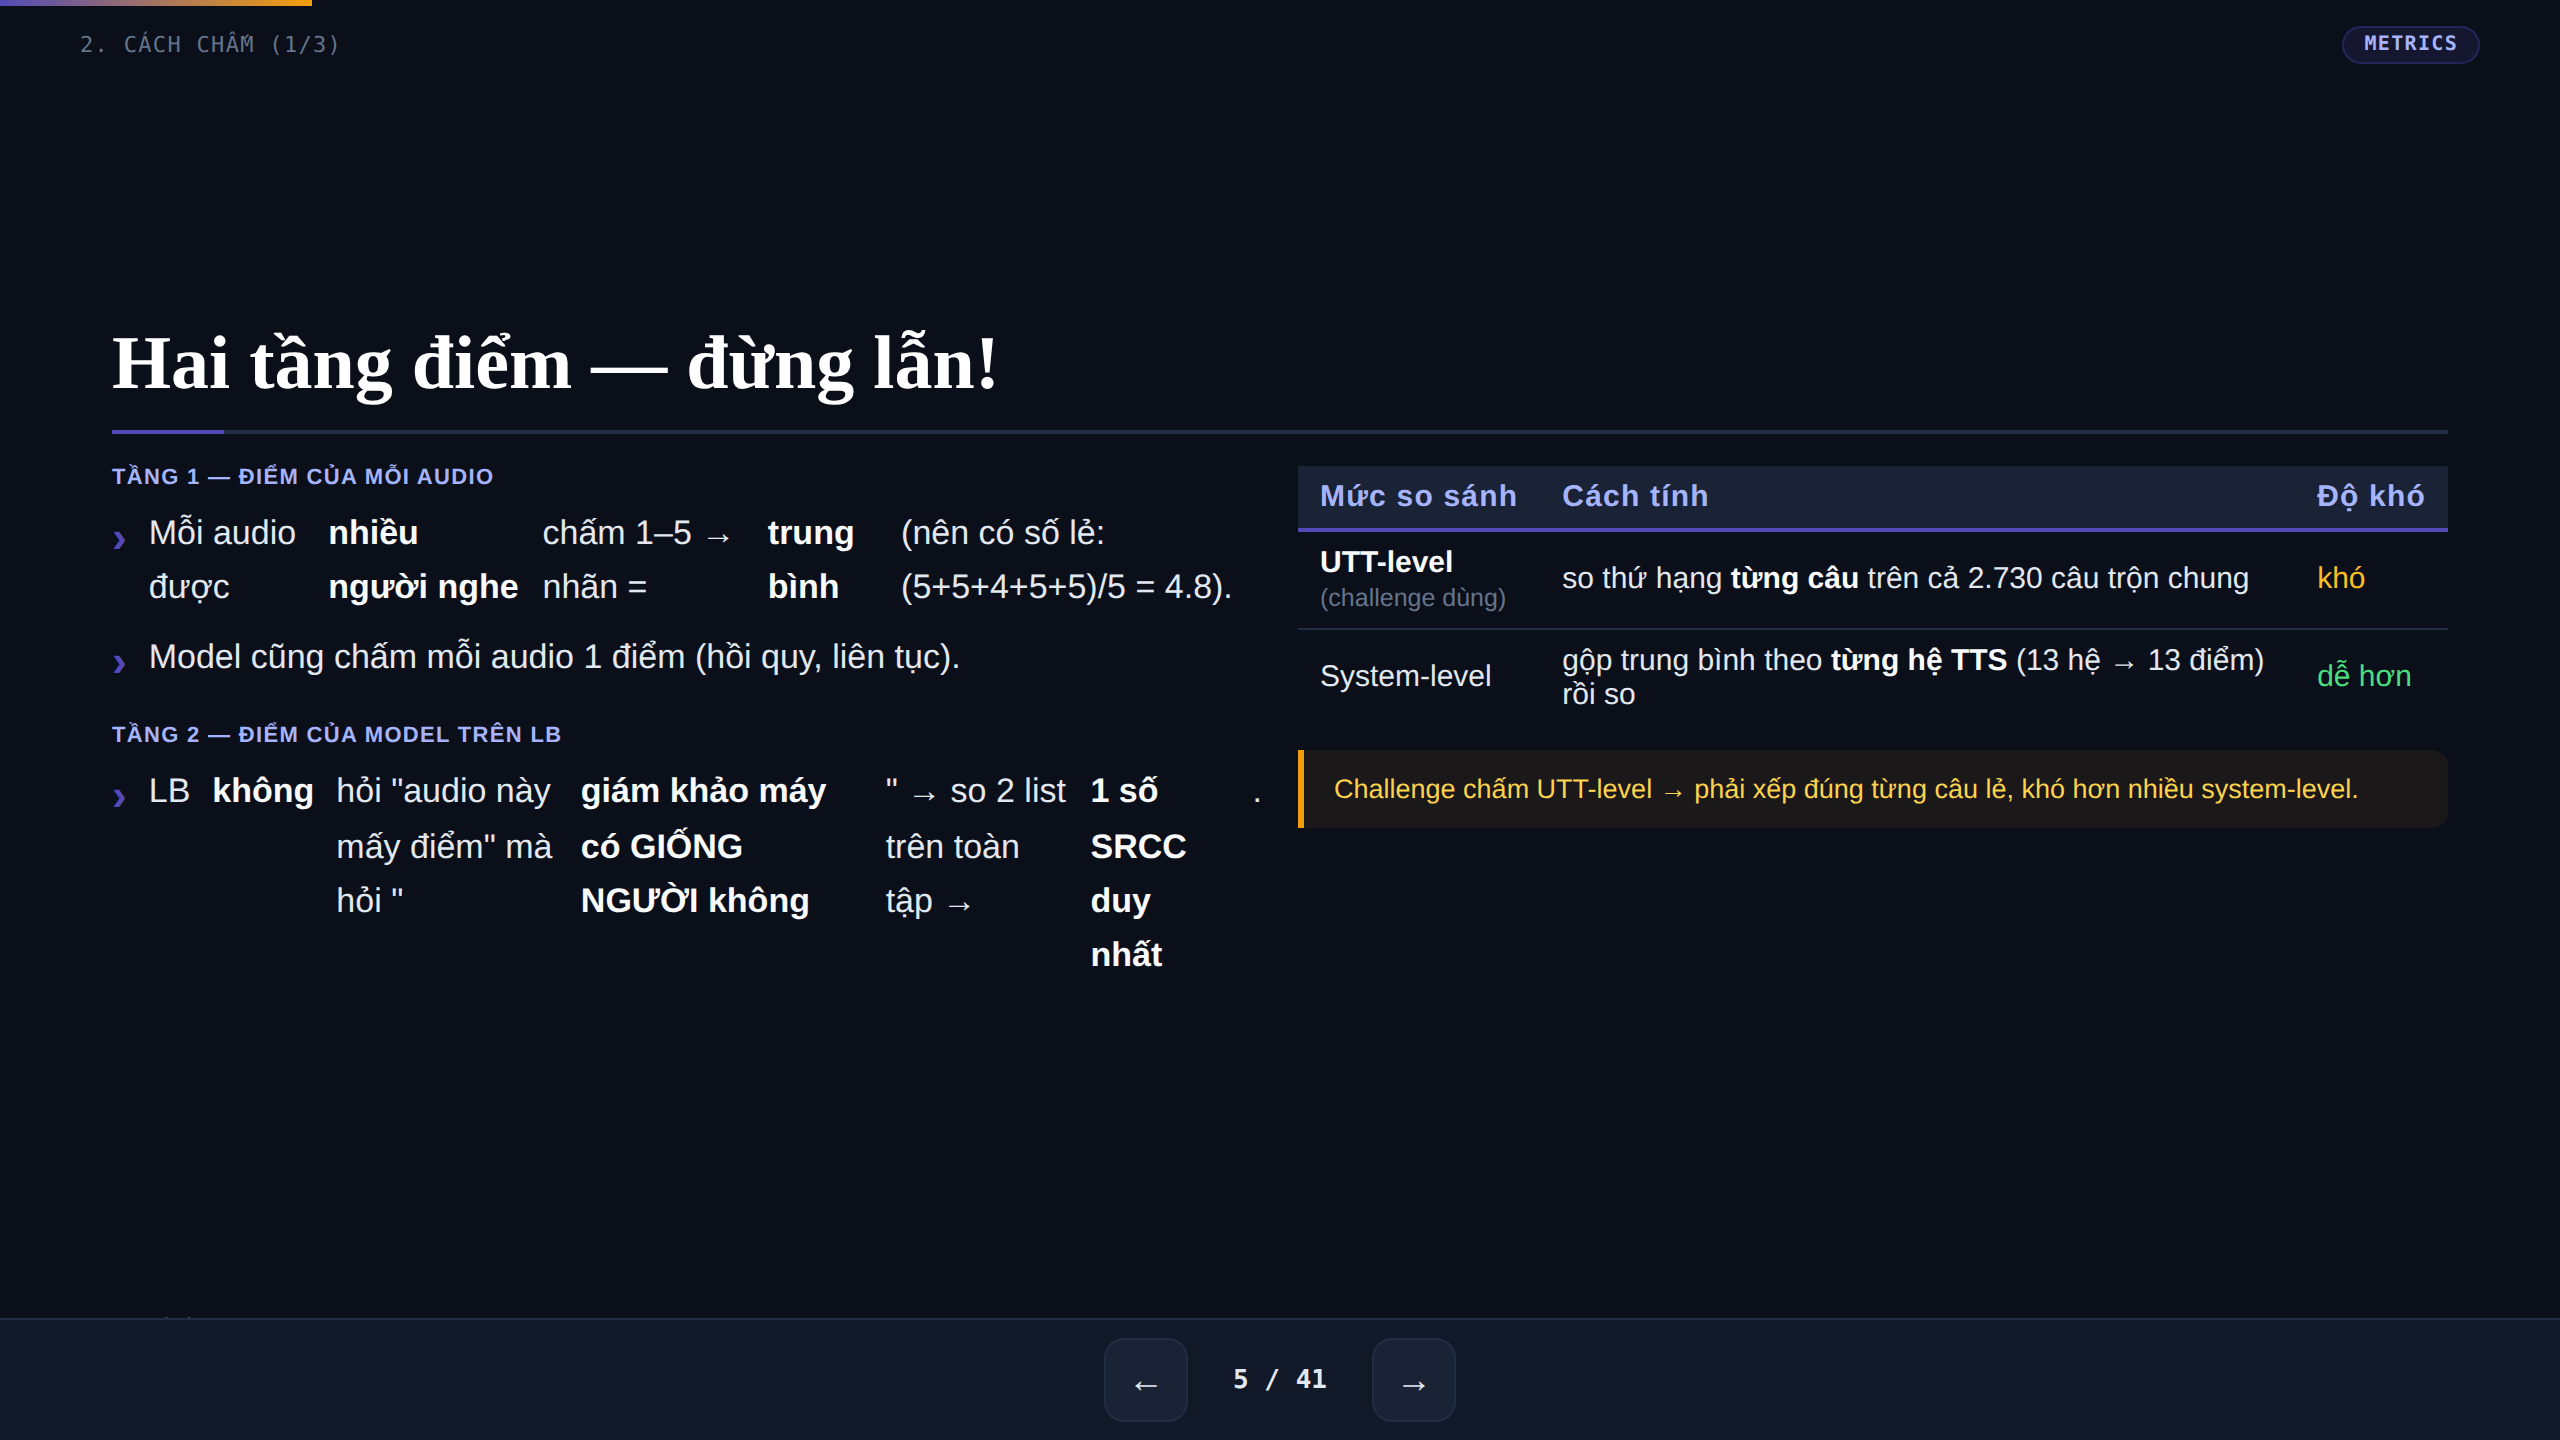 2. CÁCH CHẤM (1/3)
METRICS
Hai tầng điểm — đừng lẫn!
TẦNG 1 — ĐIỂM CỦA MỖI AUDIO
› Mỗi audio được nhiều người nghe chấm 1–5 → nhãn = trung bình (nên có số lẻ: (5+5+4+5+5)/5 = 4.8).
› Model cũng chấm mỗi audio 1 điểm (hồi quy, liên tục).
TẦNG 2 — ĐIỂM CỦA MODEL TRÊN LB
› LB không hỏi "audio này mấy điểm" mà hỏi " giám khảo máy có GIỐNG NGƯỜI không " → so 2 list trên toàn tập → 1 số SRCC duy nhất .
Mức so sánh Cách tính Độ khó
UTT-level (challenge dùng) so thứ hạng từng câu trên cả 2.730 câu trộn chung khó
System-level gộp trung bình theo từng hệ TTS (13 hệ → 13 điểm) rồi so dễ hơn
Challenge chấm UTT-level → phải xếp đúng từng câu lẻ, khó hơn nhiều system-level.
← 5 / 41 →